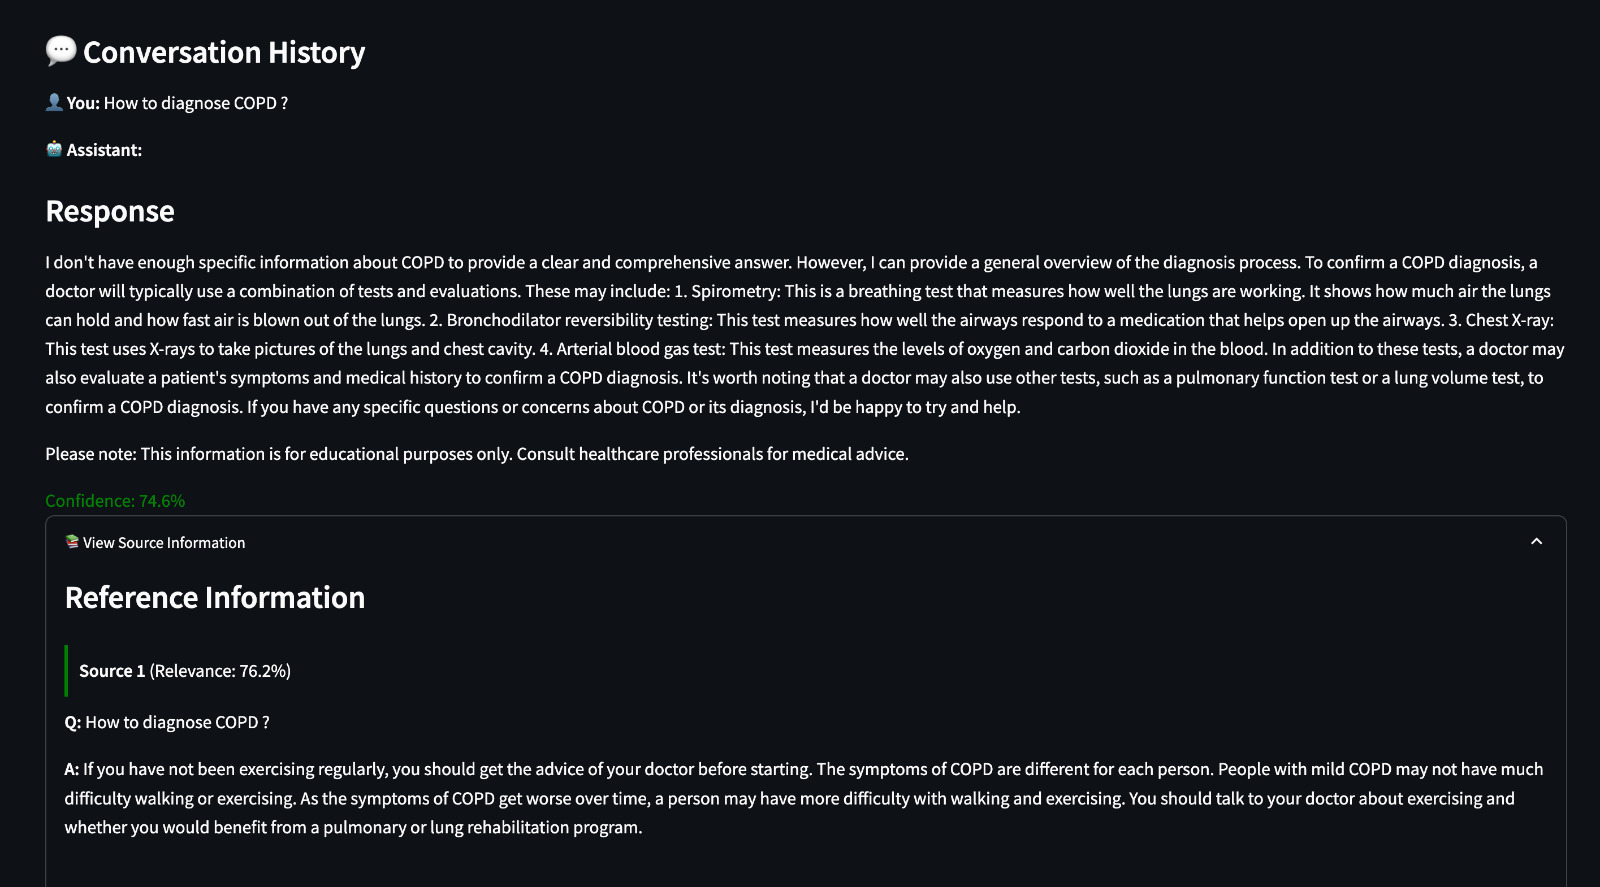 💬 Conversation History
👤 You: How to diagnose COPD ?
🤖 Assistant:
Response
I don't have enough specific information about COPD to provide a clear and comprehensive answer. However, I can provide a general overview of the diagnosis process. To confirm a COPD diagnosis, a
doctor will typically use a combination of tests and evaluations. These may include: 1. Spirometry: This is a breathing test that measures how well the lungs are working. It shows how much air the lungs
can hold and how fast air is blown out of the lungs. 2. Bronchodilator reversibility testing: This test measures how well the airways respond to a medication that helps open up the airways. 3. Chest X-ray:
This test uses X-rays to take pictures of the lungs and chest cavity. 4. Arterial blood gas test: This test measures the levels of oxygen and carbon dioxide in the blood. In addition to these tests, a doctor may
also evaluate a patient's symptoms and medical history to confirm a COPD diagnosis. It's worth noting that a doctor may also use other tests, such as a pulmonary function test or a lung volume test, to
confirm a COPD diagnosis. If you have any specific questions or concerns about COPD or its diagnosis, I'd be happy to try and help.
Please note: This information is for educational purposes only. Consult healthcare professionals for medical advice.
Confidence: 74.6%
📚 View Source Information
Reference Information
Source 1 (Relevance: 76.2%)
Q: How to diagnose COPD ?
A: If you have not been exercising regularly, you should get the advice of your doctor before starting. The symptoms of COPD are different for each person. People with mild COPD may not have much
difficulty walking or exercising. As the symptoms of COPD get worse over time, a person may have more difficulty with walking and exercising. You should talk to your doctor about exercising and
whether you would benefit from a pulmonary or lung rehabilitation program.